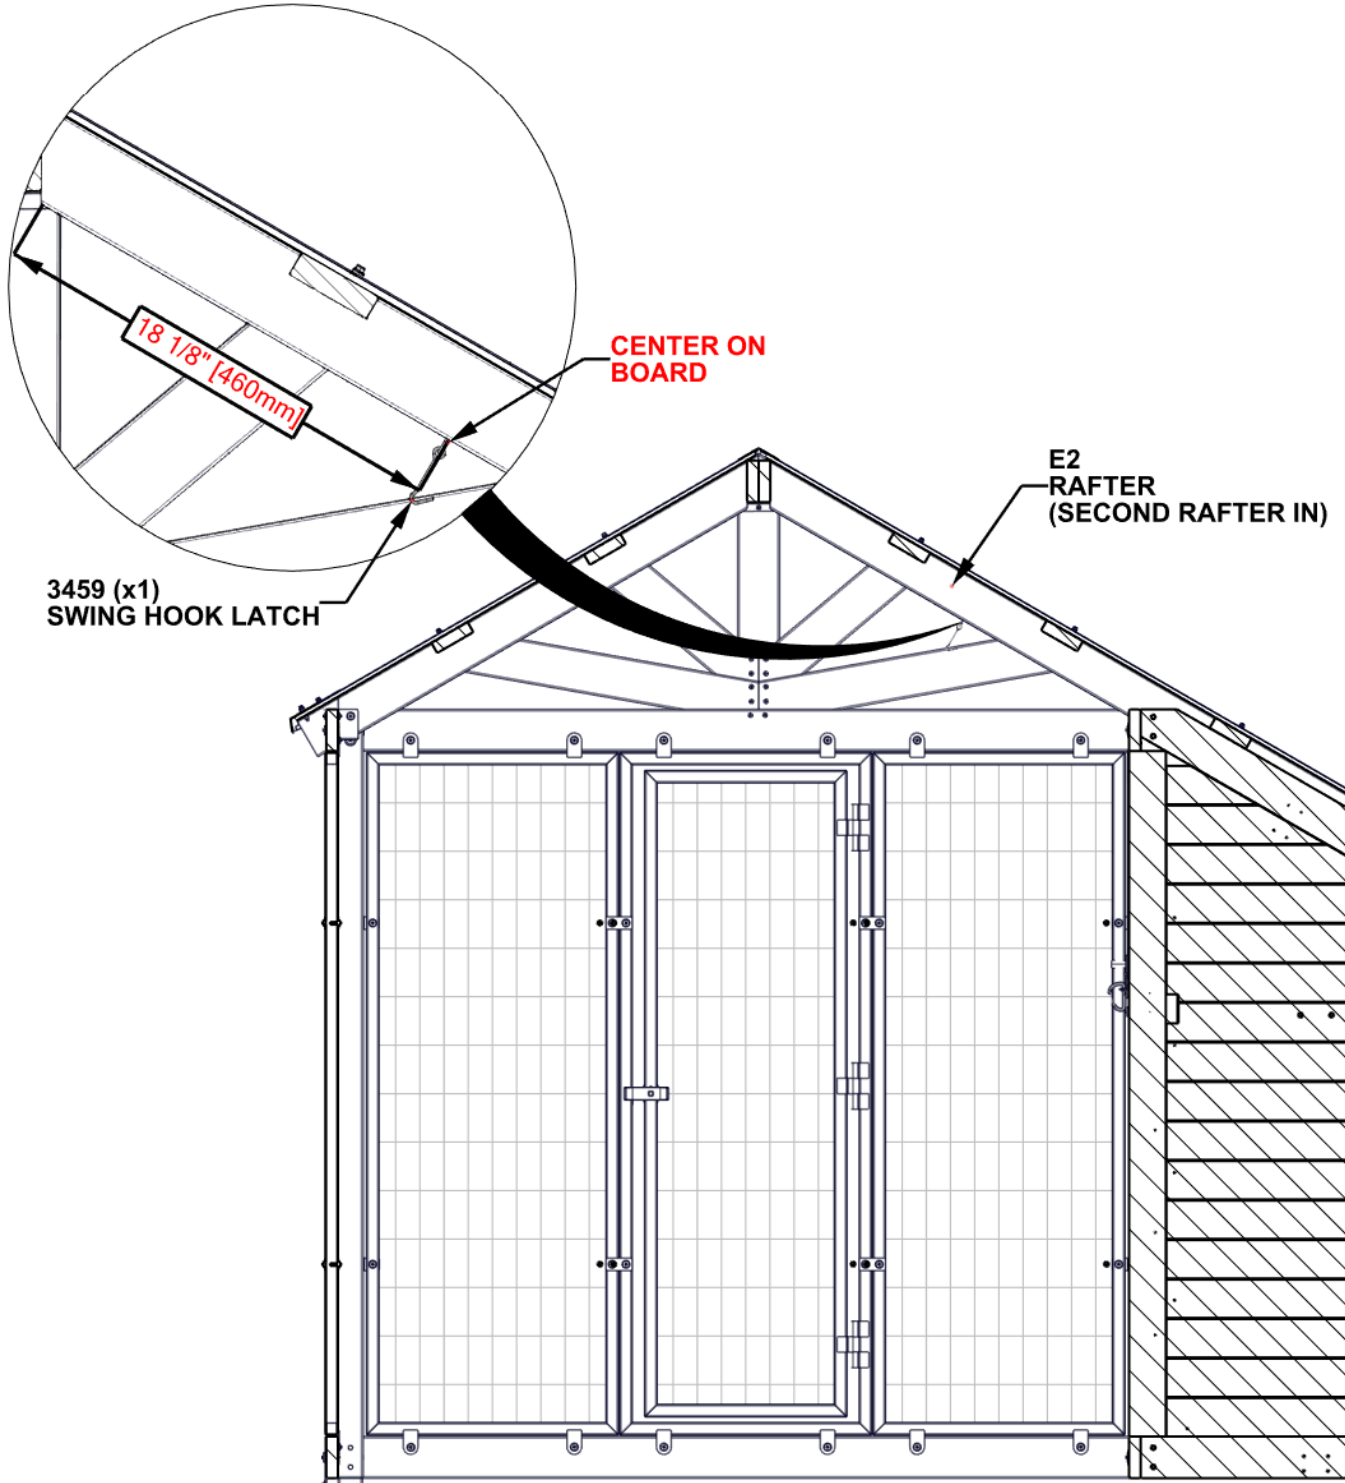 18 1/8" [460mm]
CENTER ON
BOARD
E2
RAFTER
(SECOND RAFTER IN)
3459 (x1)
SWING HOOK LATCH